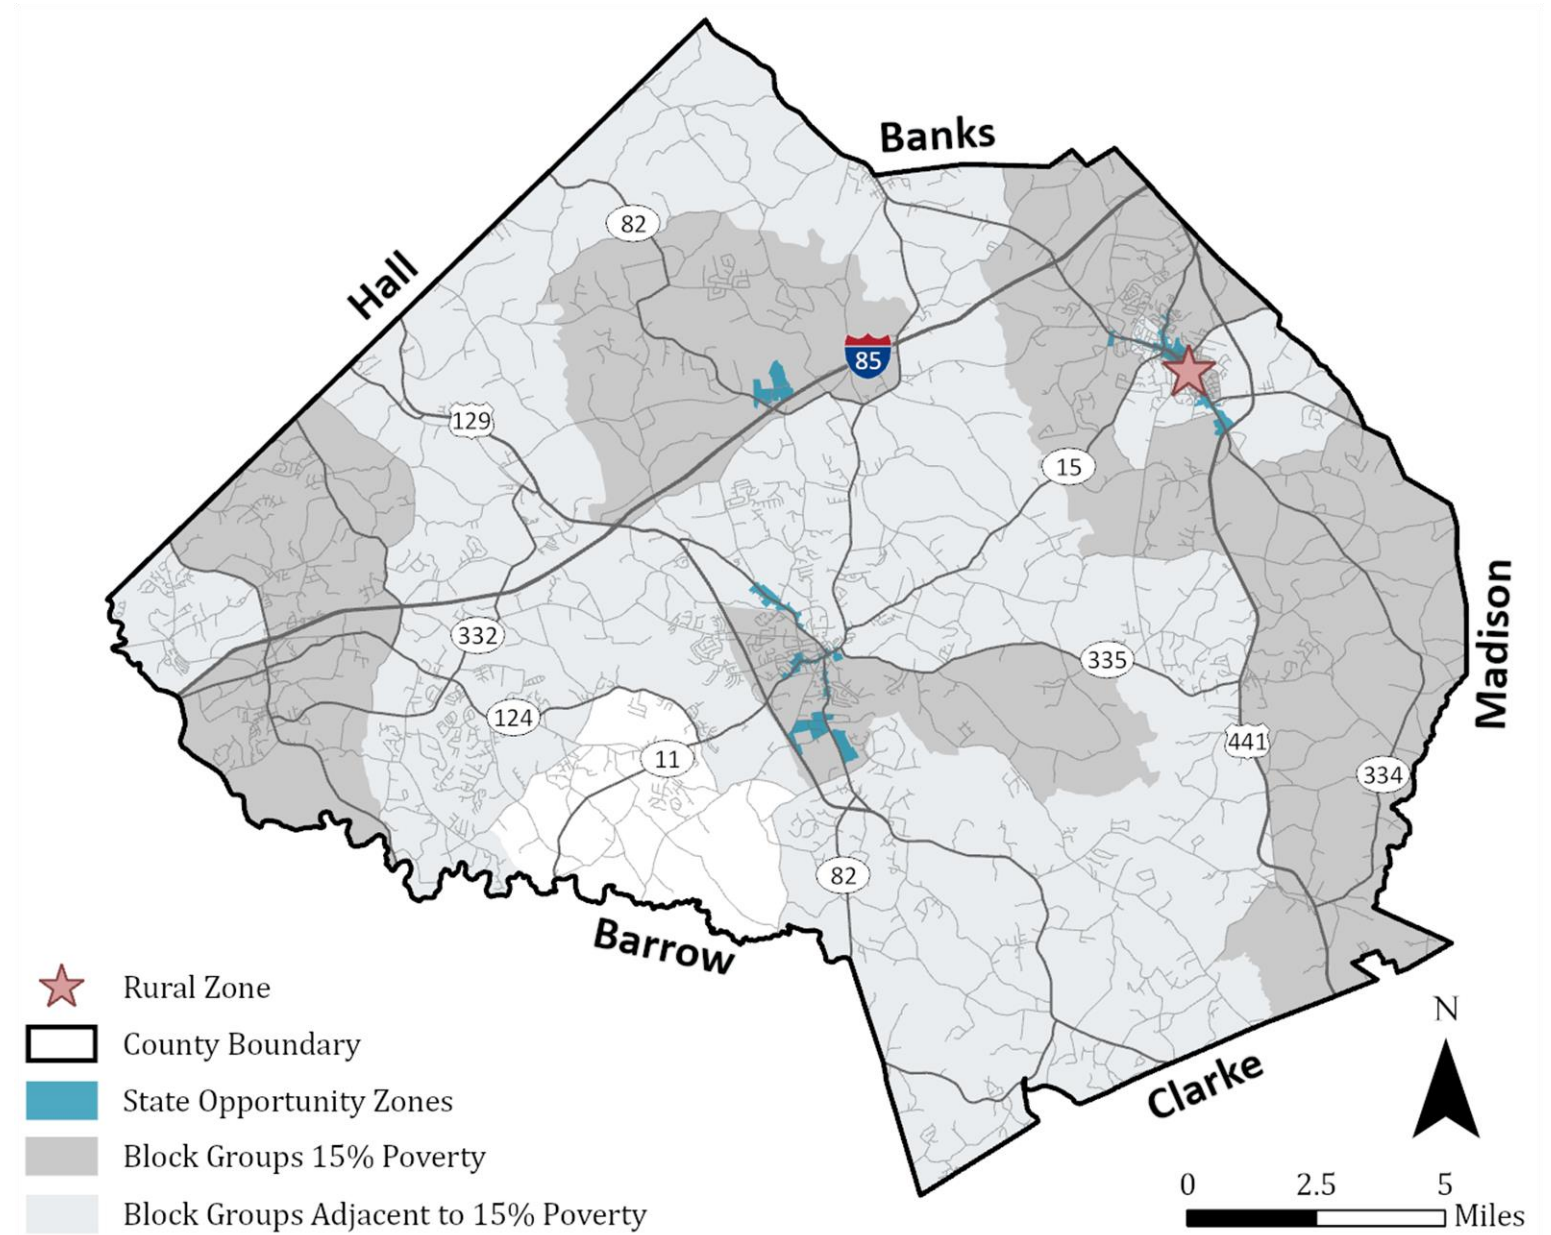 Banks
82
Hall
85
129
15
Madison
332
335
124
441
11
334
82
Barrow
Rural Zone
County Boundary
State Opportunity Zones
Block Groups 15% Poverty
Block Groups Adjacent to 15% Poverty
Clarke
N
0 2.5 5
Miles